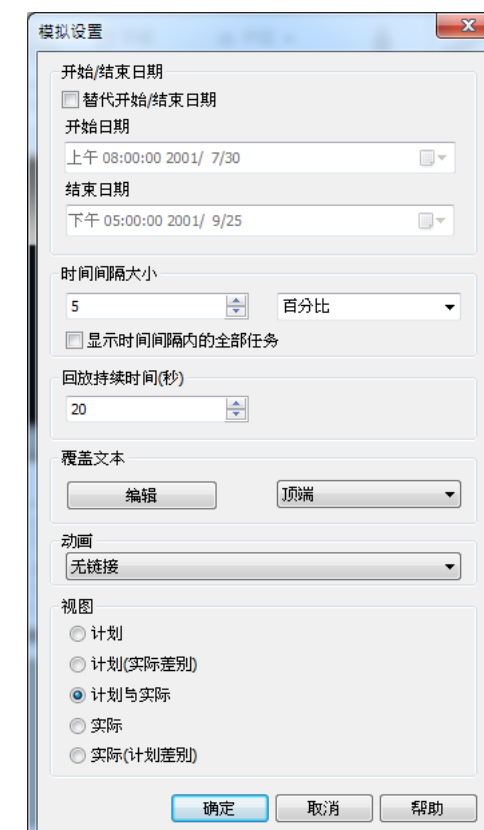 模拟设置
开始/结束日期
替代开始/结束日期
开始日期
上午 08:00:00 2001/ 7/30
结束日期
下午 05:00:00 2001/ 9/25
时间间隔大小
5 百分比
显示时间间隔内的全部任务
回放持续时间(秒)
20
覆盖文本
编辑 顶端
动画
无链接
视图
计划
计划(实际差别)
计划与实际
实际
实际(计划差别)
确定 取消 帮助